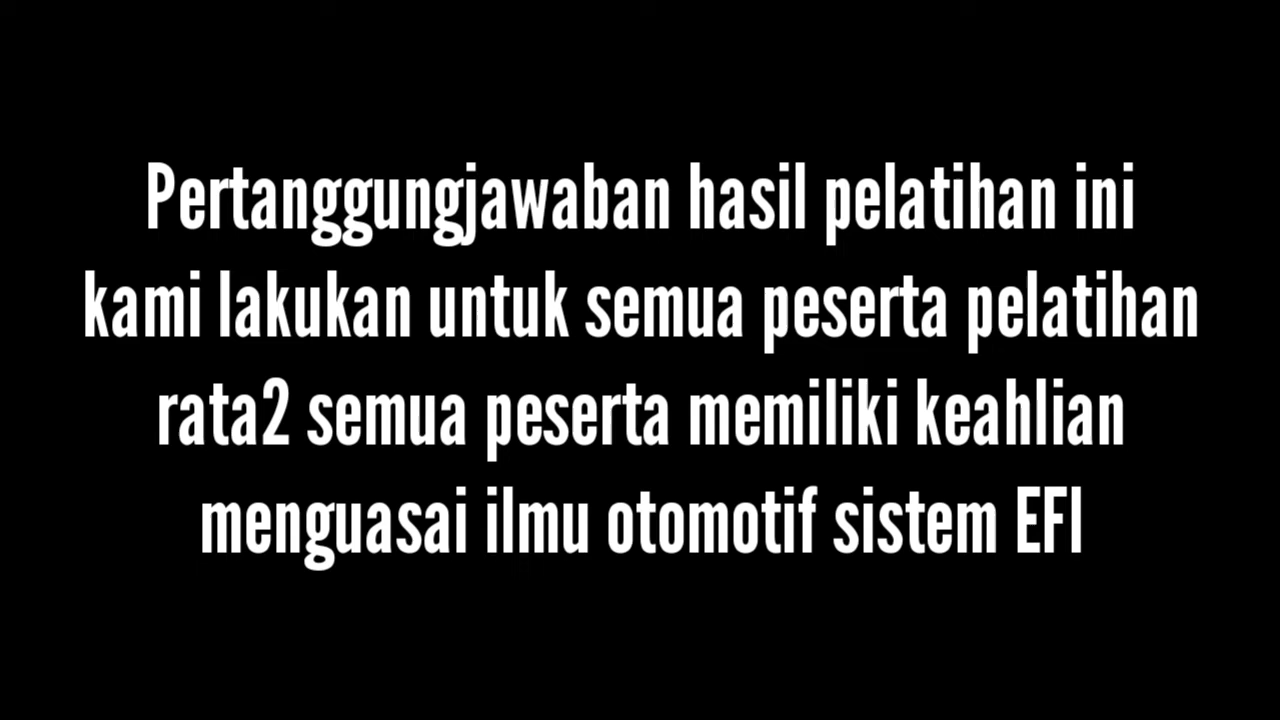 Pertanggungjawaban hasil pelatihan ini
kami lakukan untuk semua peserta pelatihan
rata2 semua peserta memiliki keahlian
menguasai ilmu otomotif sistem EFI